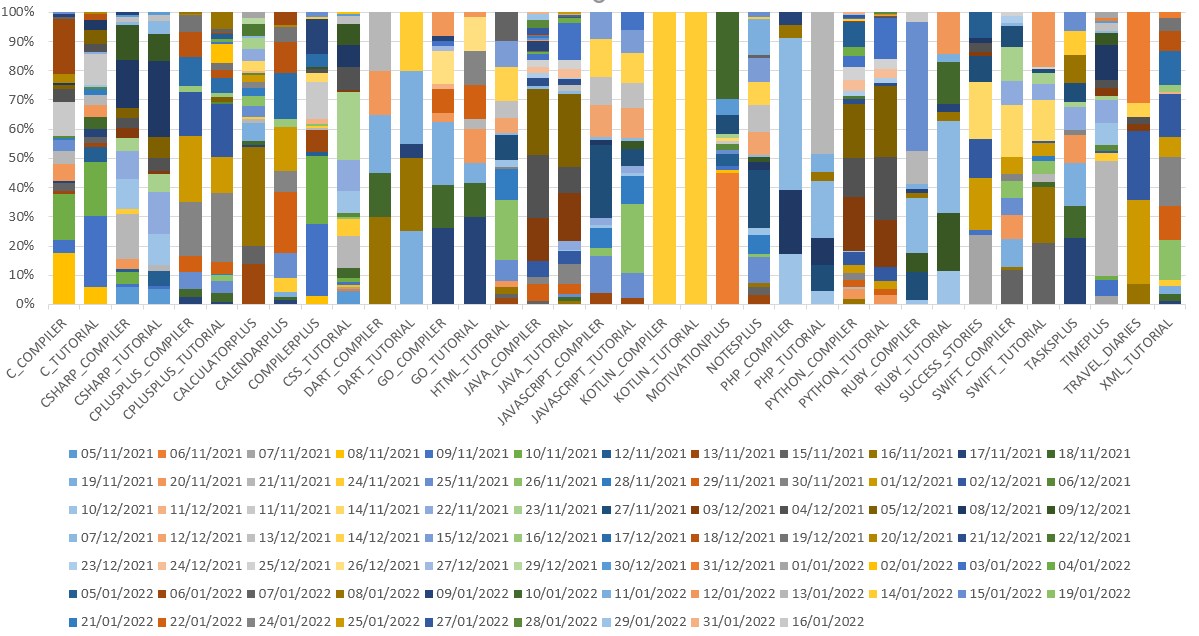 100%
90%
80%
70%
60%
50%
40%
30%
20%
10%
0%
C_COMPILER
C_TUTORIAL
CSHARP_COMPILER
CSHARP_TUTORIAL
CPLUSPLUS_COMPILER
CPLUSPLUS_TUTORIAL
CALCULATORPLUS
CALENDARPLUS
COMPILERPLUS
CSS_TUTORIAL
DART_COMPILER
DART_TUTORIAL
GO_COMPILER
GO_TUTORIAL
HTML_TUTORIAL
JAVA_COMPILER
JAVA_TUTORIAL
JAVASCRIPT_COMPILER
JAVASCRIPT_TUTORIAL
KOTLIN_COMPILER
KOTLIN_TUTORIAL
MOTIVATIONPLUS
NOTESPLUS
PHP_COMPILER
PHP_TUTORIAL
PYTHON_COMPILER
PYTHON_TUTORIAL
RUBY_COMPILER
RUBY_TUTORIAL
SUCCESS_STORIES
SWIFT_COMPILER
SWIFT_TUTORIAL
TASKSPLUS
TIMEPLUS
TRAVEL_DIARIES
XML_TUTORIAL
05/11/2021 06/11/2021 07/11/2021 08/11/2021 09/11/2021 10/11/2021 12/11/2021 13/11/2021 15/11/2021 16/11/2021 17/11/2021 18/11/2021
19/11/2021 20/11/2021 21/11/2021 24/11/2021 25/11/2021 26/11/2021 28/11/2021 29/11/2021 30/11/2021 01/12/2021 02/12/2021 06/12/2021
10/12/2021 11/12/2021 11/11/2021 14/11/2021 22/11/2021 23/11/2021 27/11/2021 03/12/2021 04/12/2021 05/12/2021 08/12/2021 09/12/2021
07/12/2021 12/12/2021 13/12/2021 14/12/2021 15/12/2021 16/12/2021 17/12/2021 18/12/2021 19/12/2021 20/12/2021 21/12/2021 22/12/2021
23/12/2021 24/12/2021 25/12/2021 26/12/2021 27/12/2021 29/12/2021 30/12/2021 31/12/2021 01/01/2022 02/01/2022 03/01/2022 04/01/2022
05/01/2022 06/01/2022 07/01/2022 08/01/2022 09/01/2022 10/01/2022 11/01/2022 12/01/2022 13/01/2022 14/01/2022 15/01/2022 19/01/2022
21/01/2022 22/01/2022 24/01/2022 25/01/2022 27/01/2022 28/01/2022 29/01/2022 31/01/2022 16/01/2022